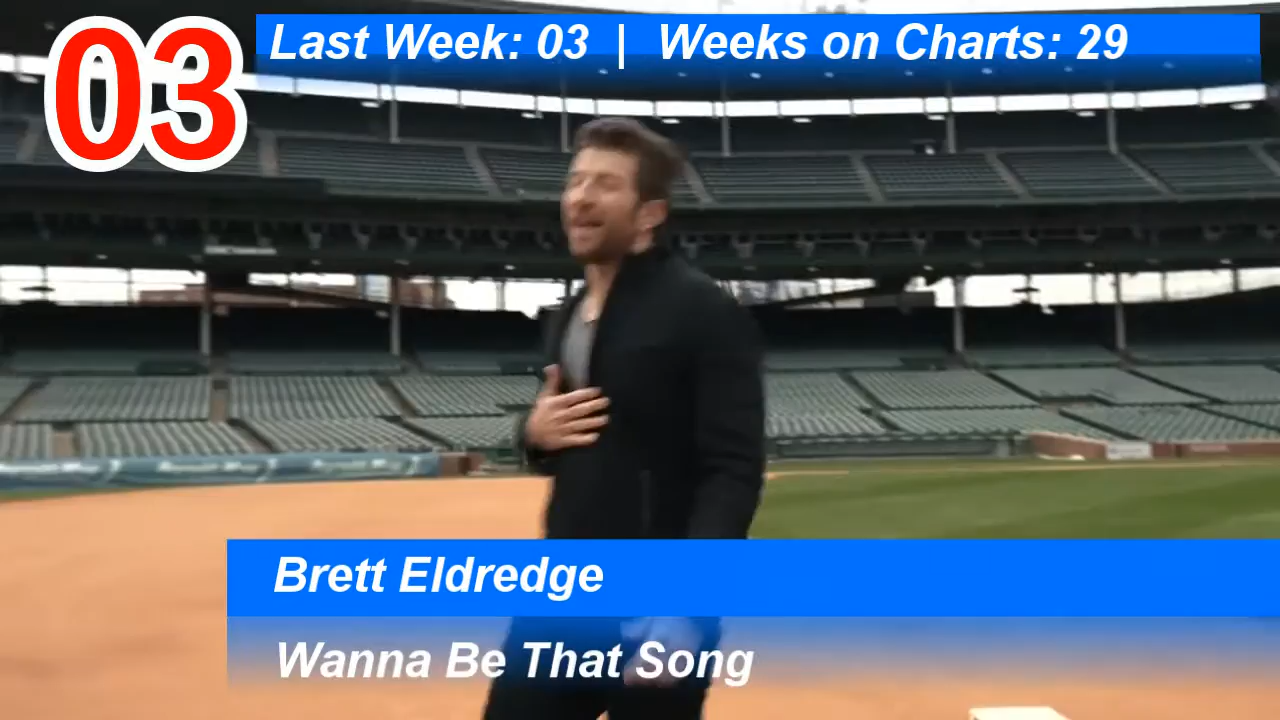 03
Last Week: 03 | Weeks on Charts: 29
Brett Eldredge
Wanna Be That Song